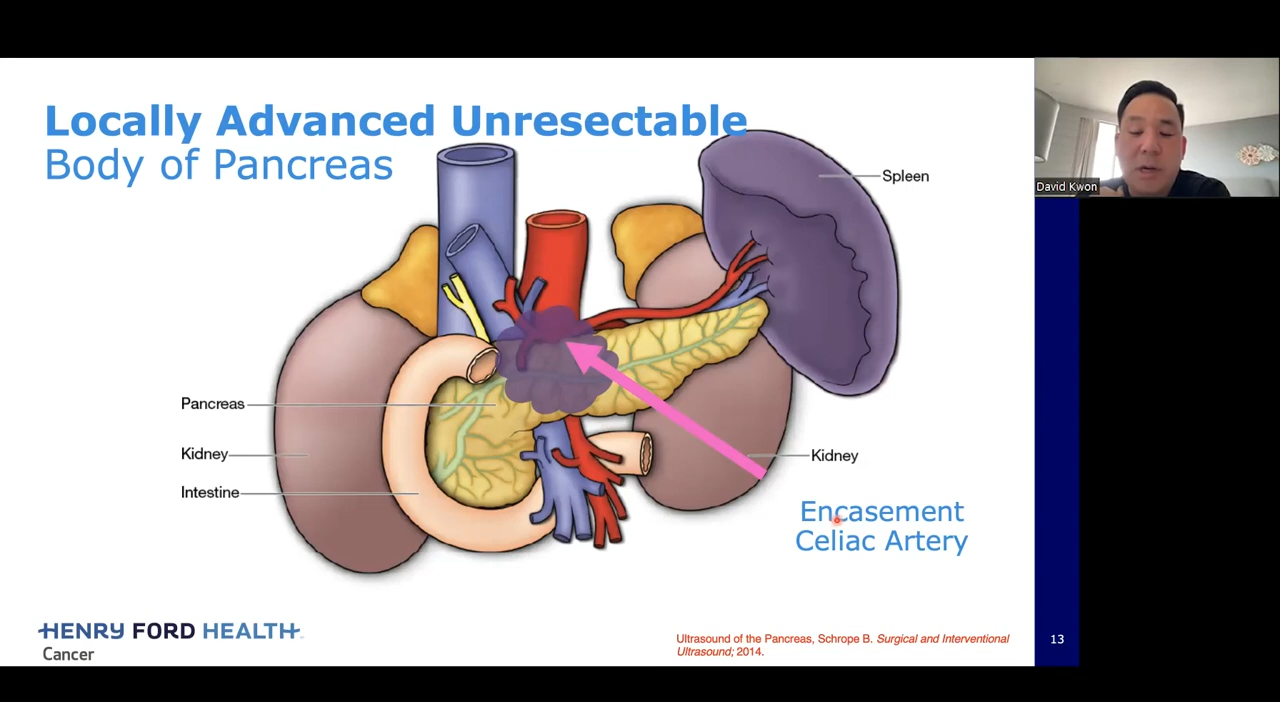 Locally Advanced Unresectable
Body of Pancreas
Spleen
David Kwon
Pancreas
Kidney
Kidney
Intestine
Encasement
Celiac Artery
HENRY FORD HEALTH
Cancer
Ultrasound of the Pancreas, Schrope B. Surgical and Interventional
Ultrasound; 2014.
13